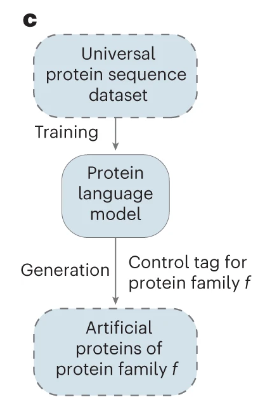 c
Universal
protein sequence
dataset
Training
Protein
language
model
Generation
Control tag for
protein family f
Artificial
proteins of
protein family f